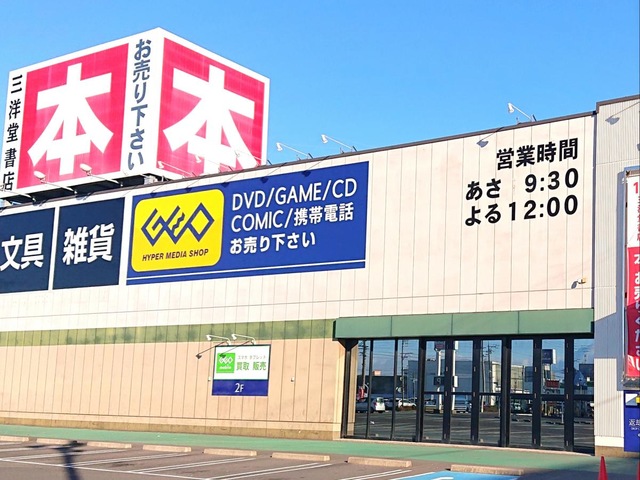 三洋堂書店
本
お売り下さい
本
文具
雑貨
GEO
HYPER MEDIA SHOP
DVD/GAME/CD
COMIC/携帯電話
お売り下さい
営業時間
あさ 9:30
よる12:00
GEO
買取 販売
2F